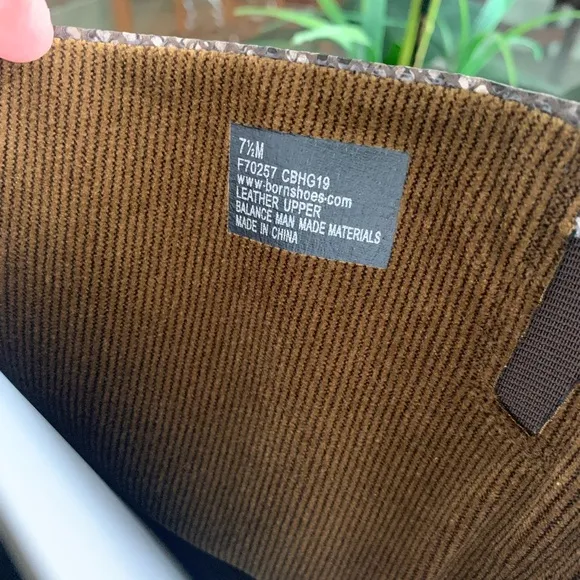 7½M
F70257 CBHG19
www-bornshoes-com
LEATHER UPPER
BALANCE MAN MADE MATERIALS
MADE IN CHINA